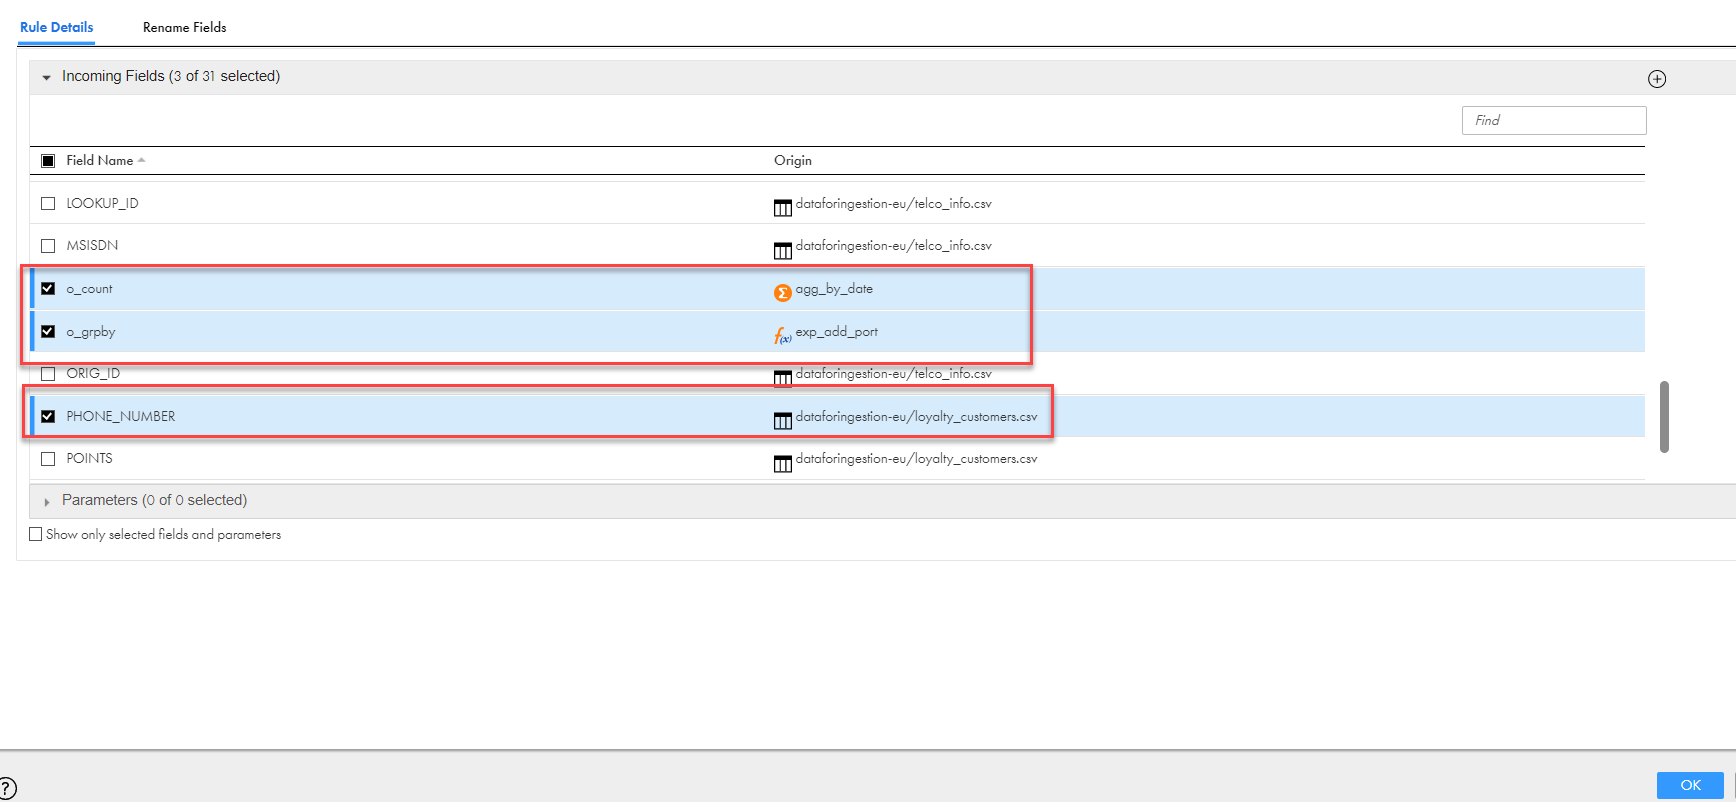 Rule Details Rename Fields
Incoming Fields (3 of 31 selected)
Find
Field Name Origin
LOOKUP_ID dataforingestion-eu/telco_info.csv
MSISDN dataforingestion-eu/telco_info.csv
o_count agg_by_date
o_grpby exp_add_port
ORIG_ID dataforingestion-eu/telco_info.csv
PHONE_NUMBER dataforingestion-eu/loyalty_customers.csv
POINTS dataforingestion-eu/loyalty_customers.csv
Parameters (0 of 0 selected)
Show only selected fields and parameters
OK